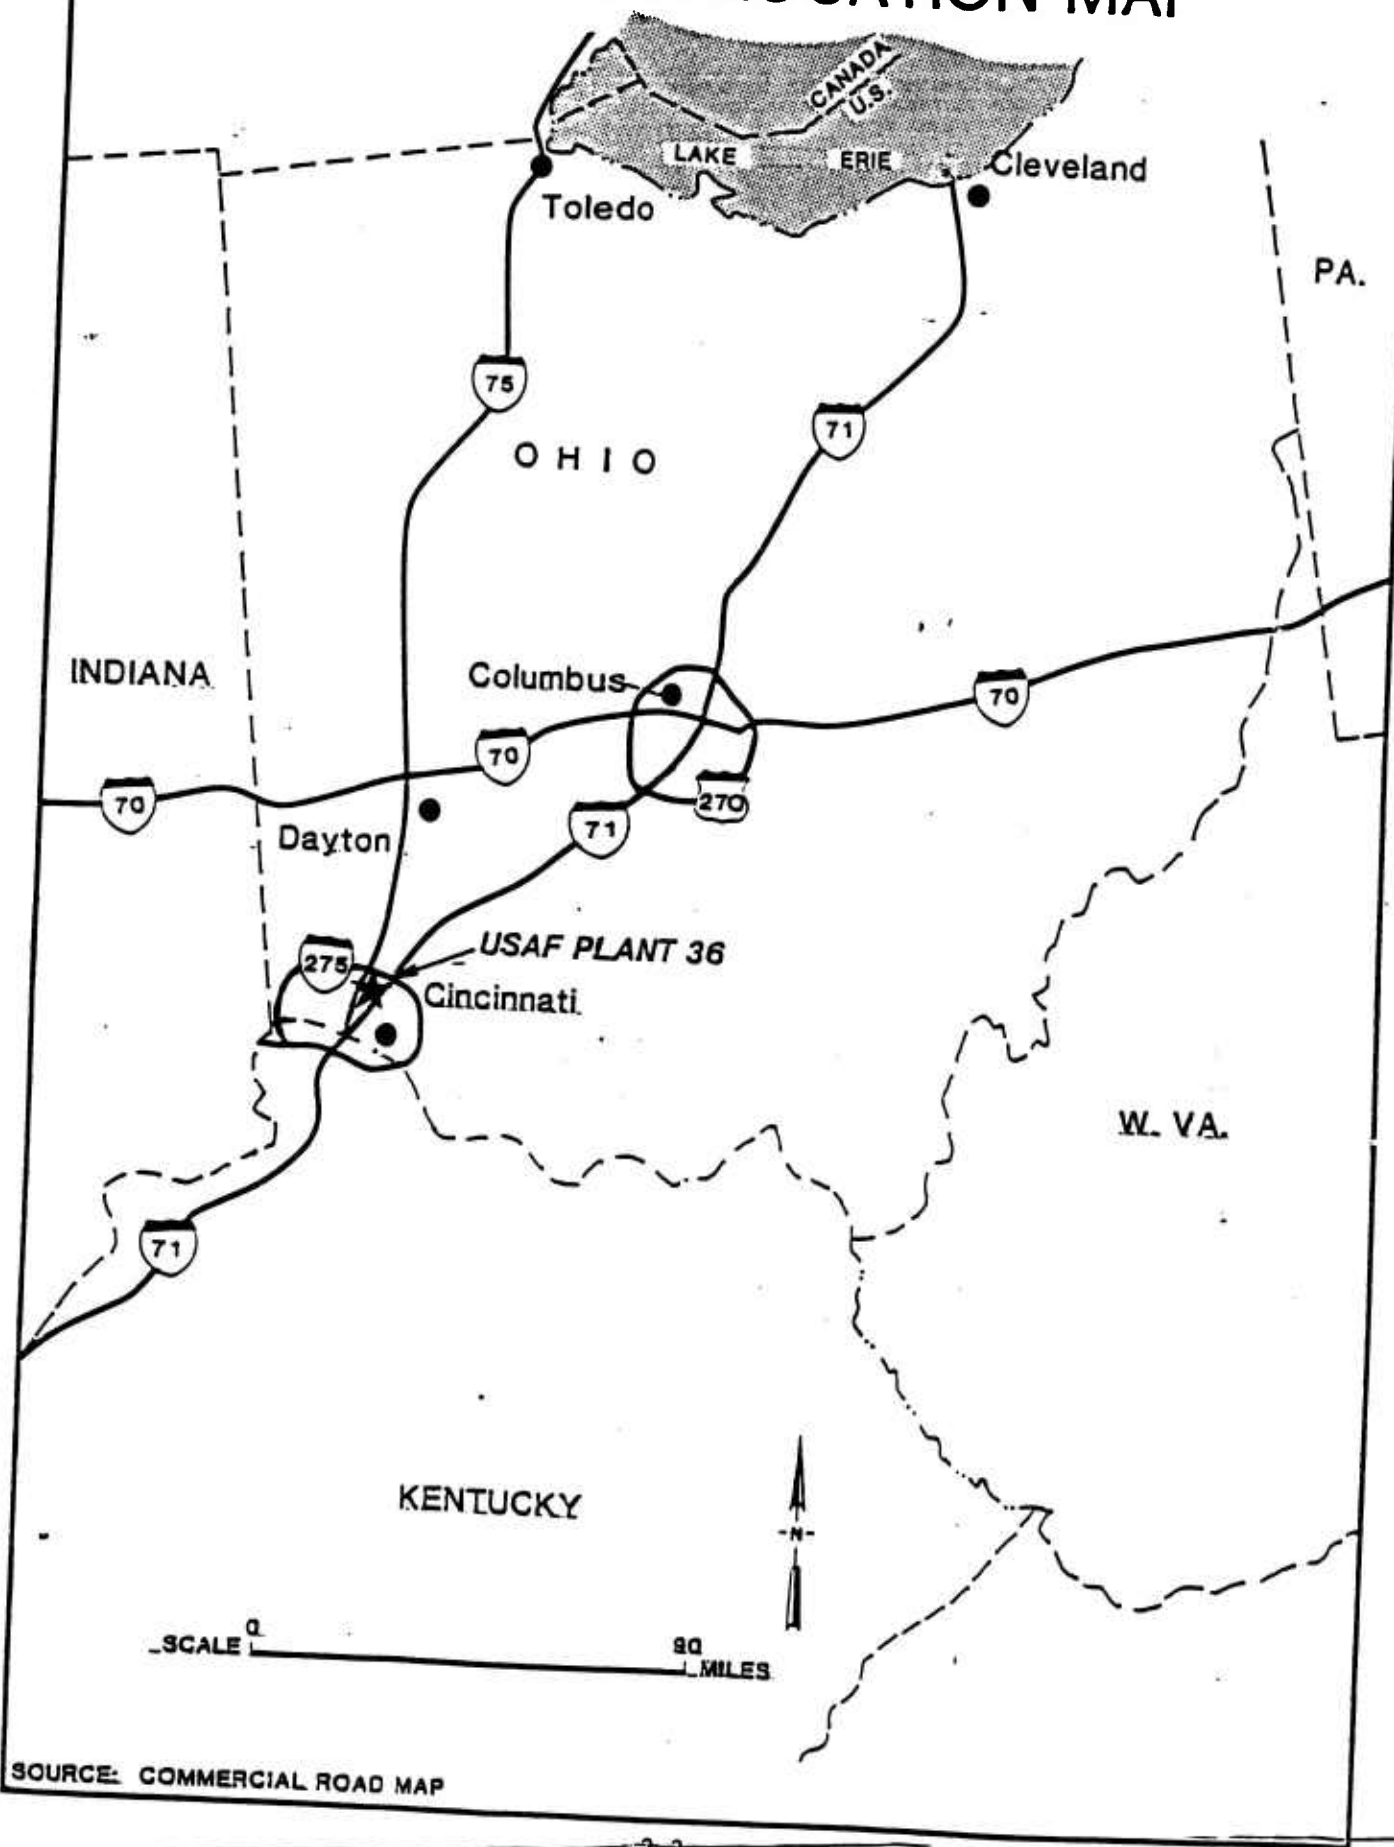 CANADA
U.S.
LAKE ERIE
Cleveland
Toledo
PA.
75
71
OHIO
INDIANA
Columbus
70
70
70
270
Dayton
71
USAF PLANT 36
275
Cincinnati
W. VA.
71
KENTUCKY
-N-
SCALE 0
MILES
SOURCE: COMMERCIAL ROAD MAP